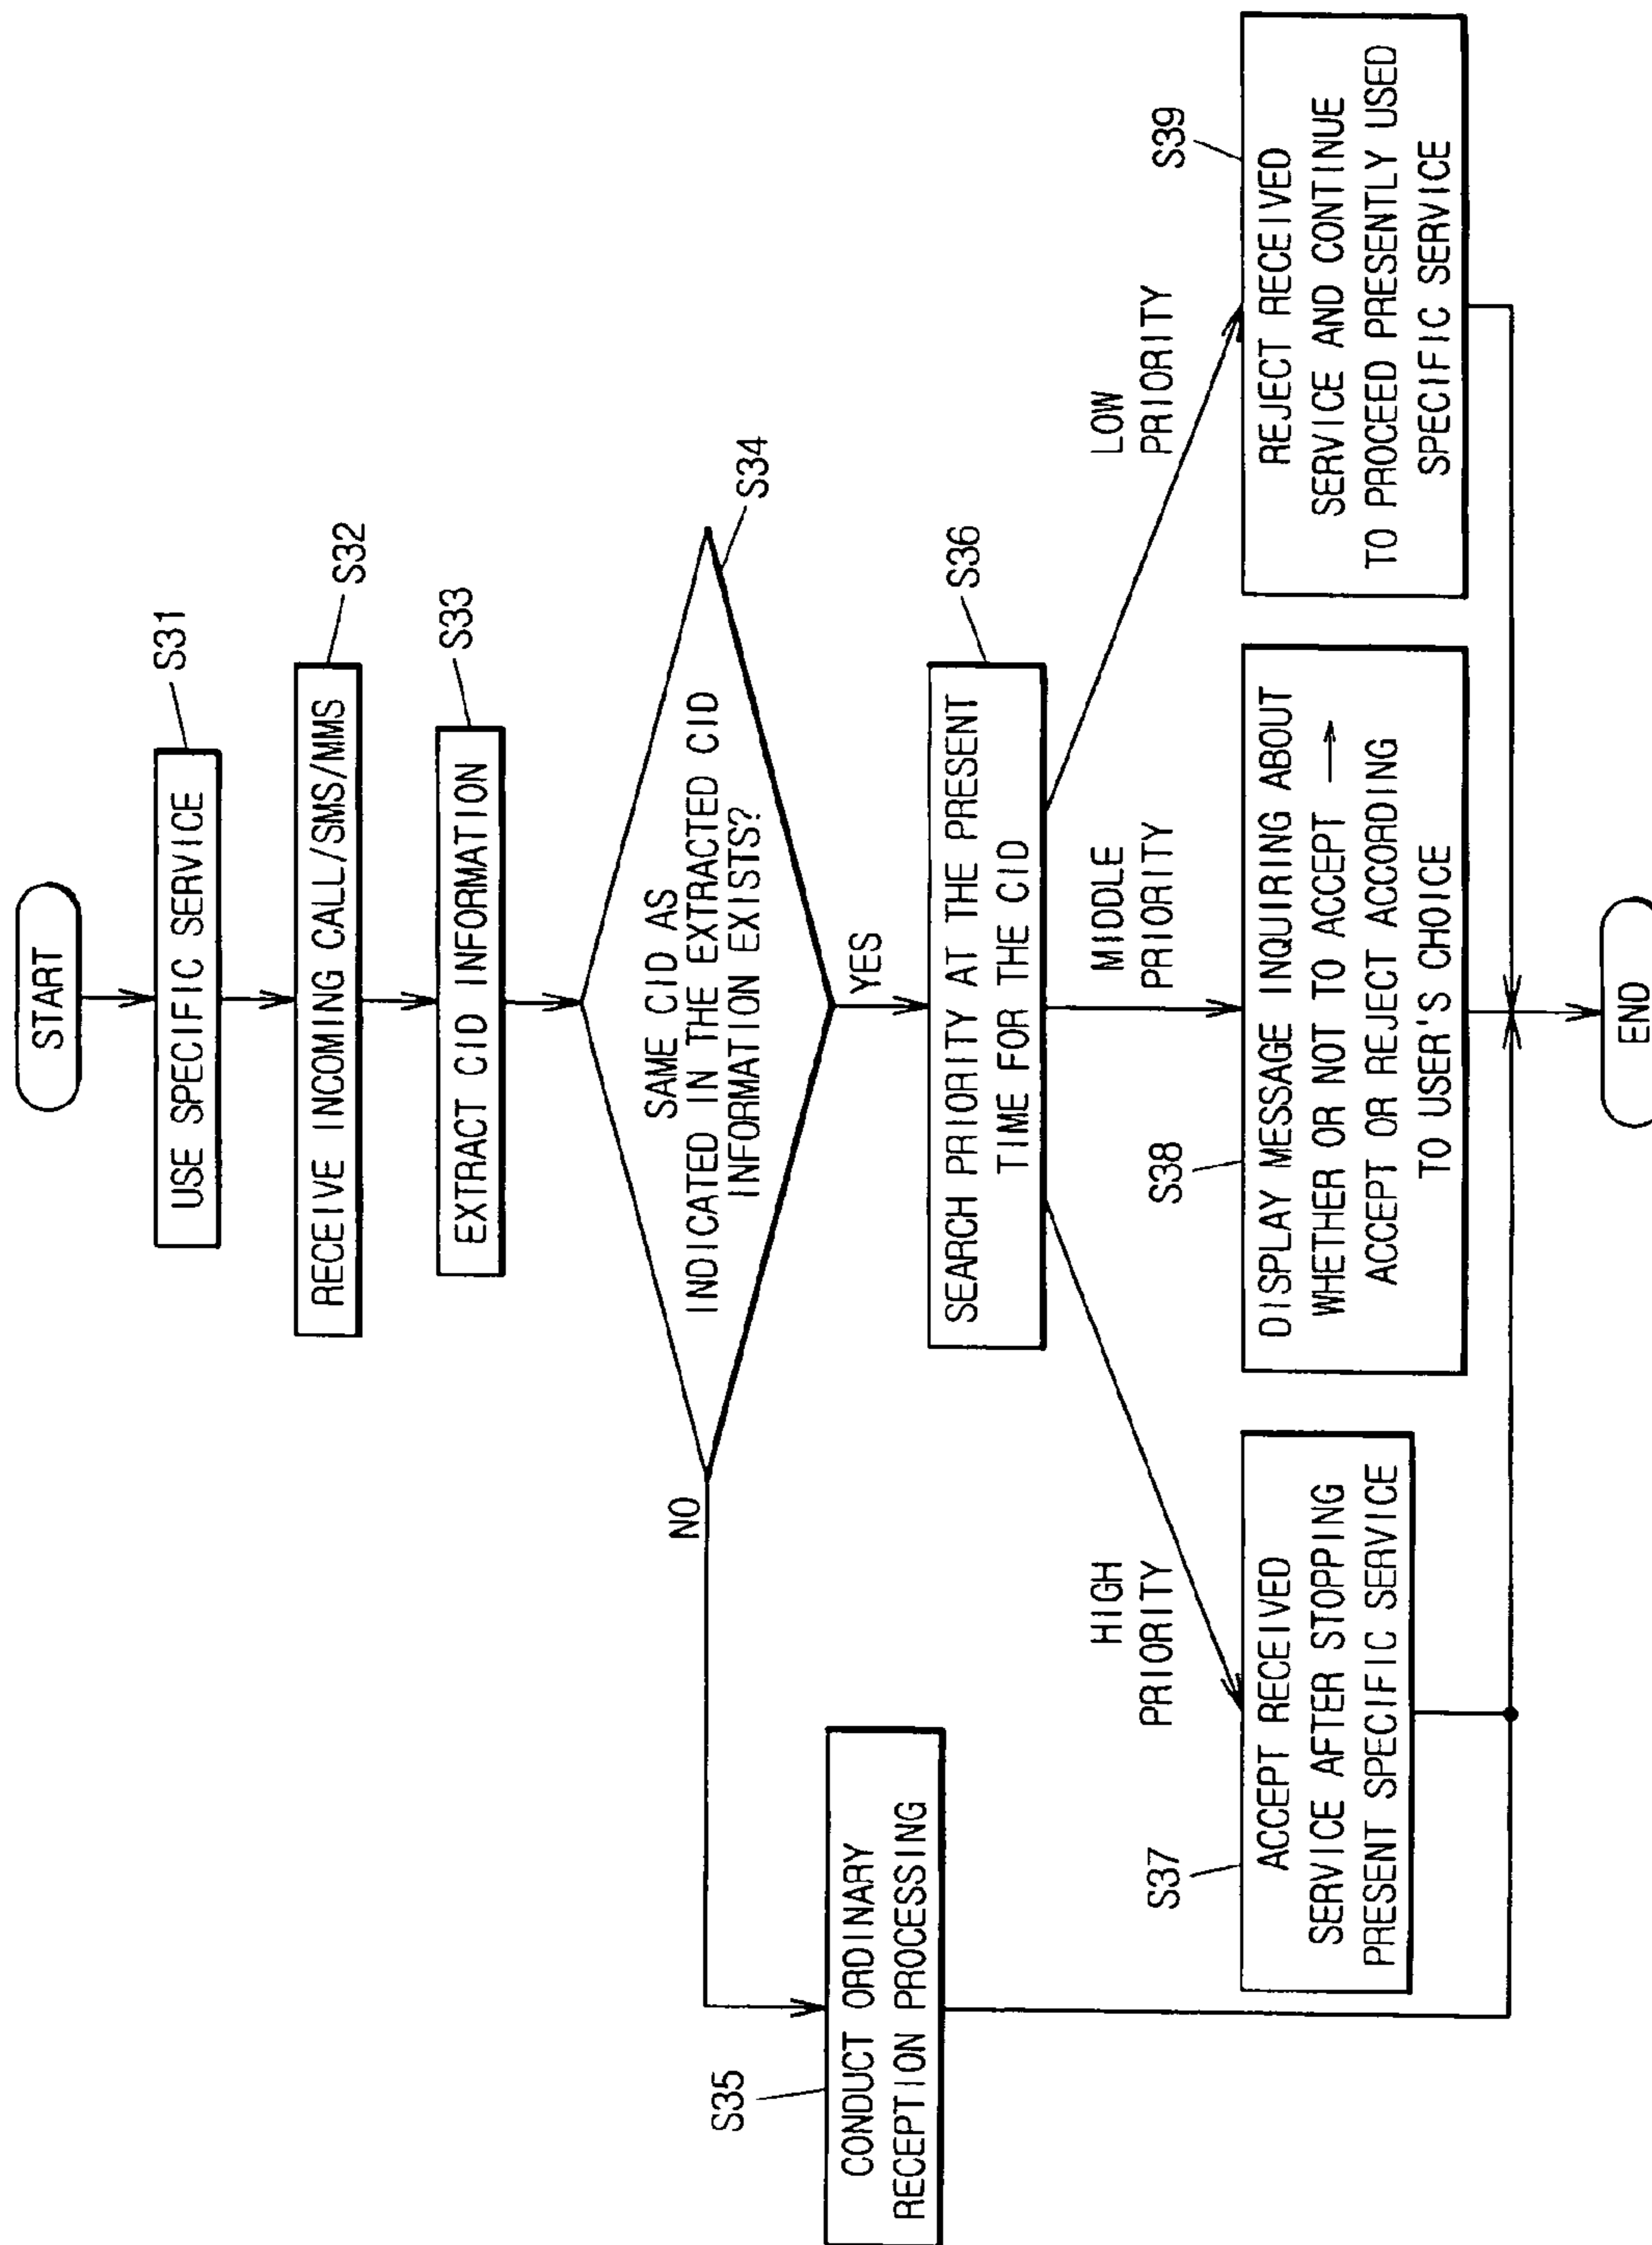 START
S31
USE SPECIFIC SERVICE
S32
RECEIVE INCOMING CALL/SMS/MMS
S33
EXTRACT CID INFORMATION
S34
SAME CID AS
INDICATED IN THE EXTRACTED CID
INFORMATION EXISTS?
NO
YES
S35
CONDUCT ORDINARY
RECEPTION PROCESSING
S36
SEARCH PRIORITY AT THE PRESENT
TIME FOR THE CID
HIGH
PRIORITY
MIDDLE
PRIORITY
LOW
PRIORITY
S37
ACCEPT RECEIVED
SERVICE AFTER STOPPING
PRESENT SPECIFIC SERVICE
S38
DISPLAY MESSAGE INQUIRING ABOUT
WHETHER OR NOT TO ACCEPT →
ACCEPT OR REJECT ACCORDING
TO USER'S CHOICE
S39
REJECT RECEIVED
SERVICE AND CONTINUE
TO PROCEED PRESENTLY USED
SPECIFIC SERVICE
END